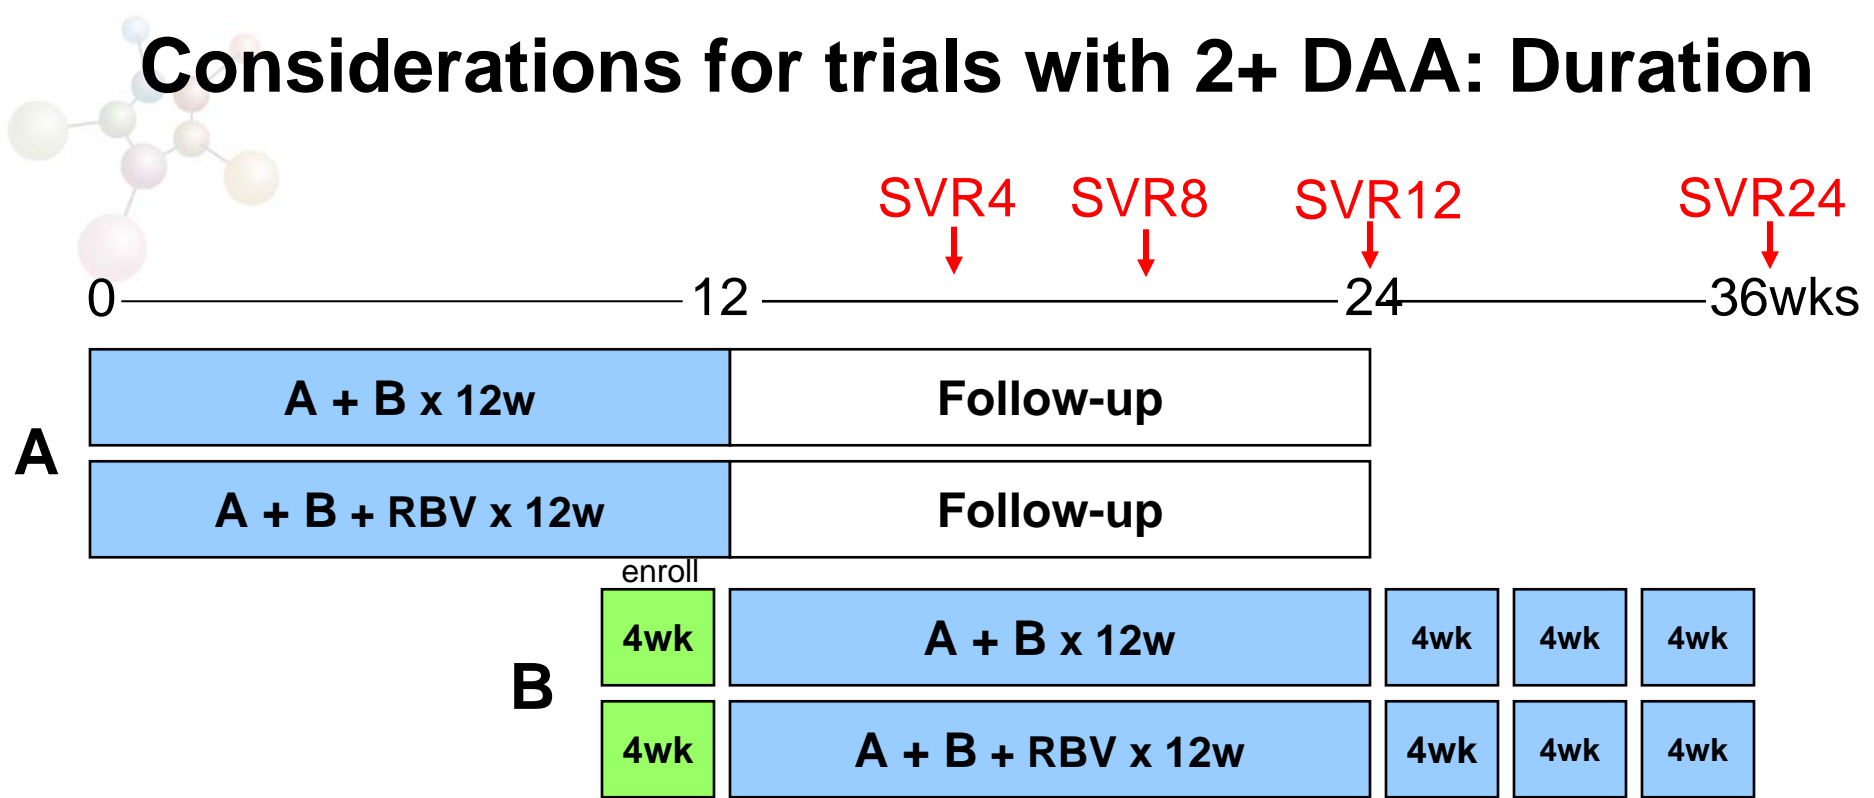 Considerations for trials with 2+ DAA: Duration
SVR4 SVR8 SVR12 SVR24
0 12 24 36wks
A + B x 12w Follow-up
A
A + B + RBV x 12w Follow-up
enroll
4wk A + B x 12w 4wk 4wk 4wk
B
4wk A + B + RBV x 12w 4wk 4wk 4wk